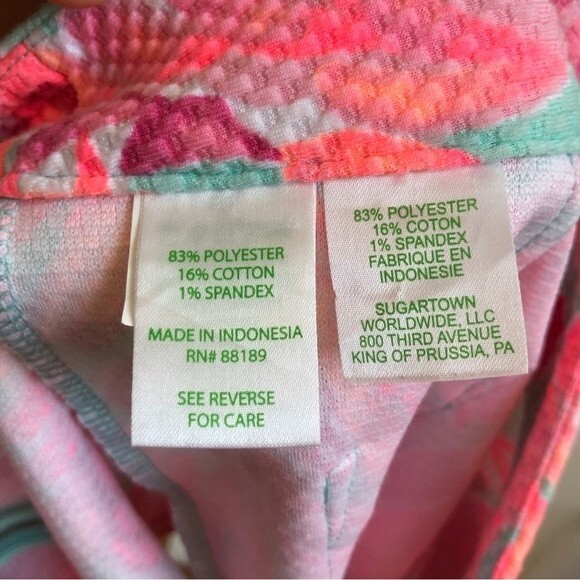 83% POLYESTER
16% COTTON
1% SPANDEX
MADE IN INDONESIA
RN# 88189
SEE REVERSE
FOR CARE
83% POLYESTER
16% COTON
1% SPANDEX
FABRIQUE EN
INDONESIE
SUGARTOWN
WORLDWIDE, LLC
800 THIRD AVENUE
KING OF PRUSSIA, PA